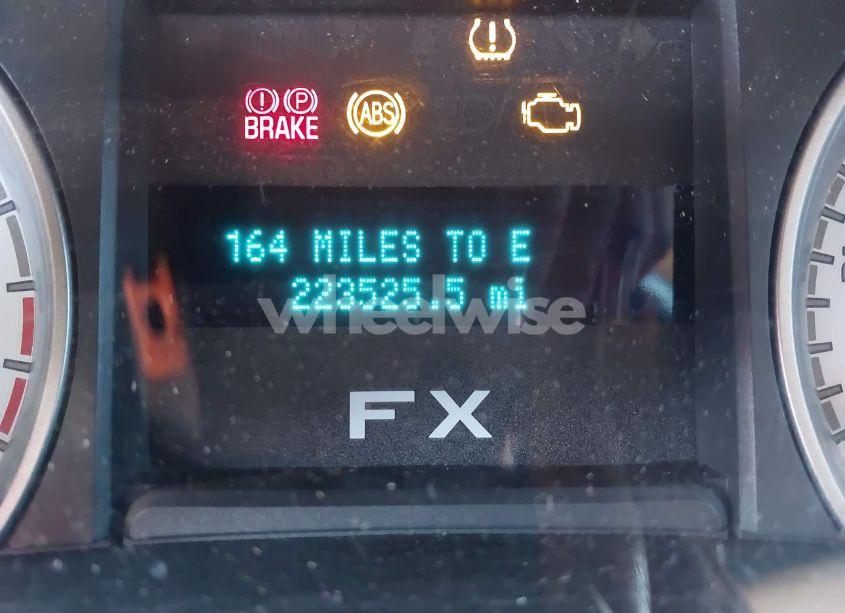 (!) (P)
BRAKE
ABS
164 MILES TO E
223525.5 mi
wheelwise
FX